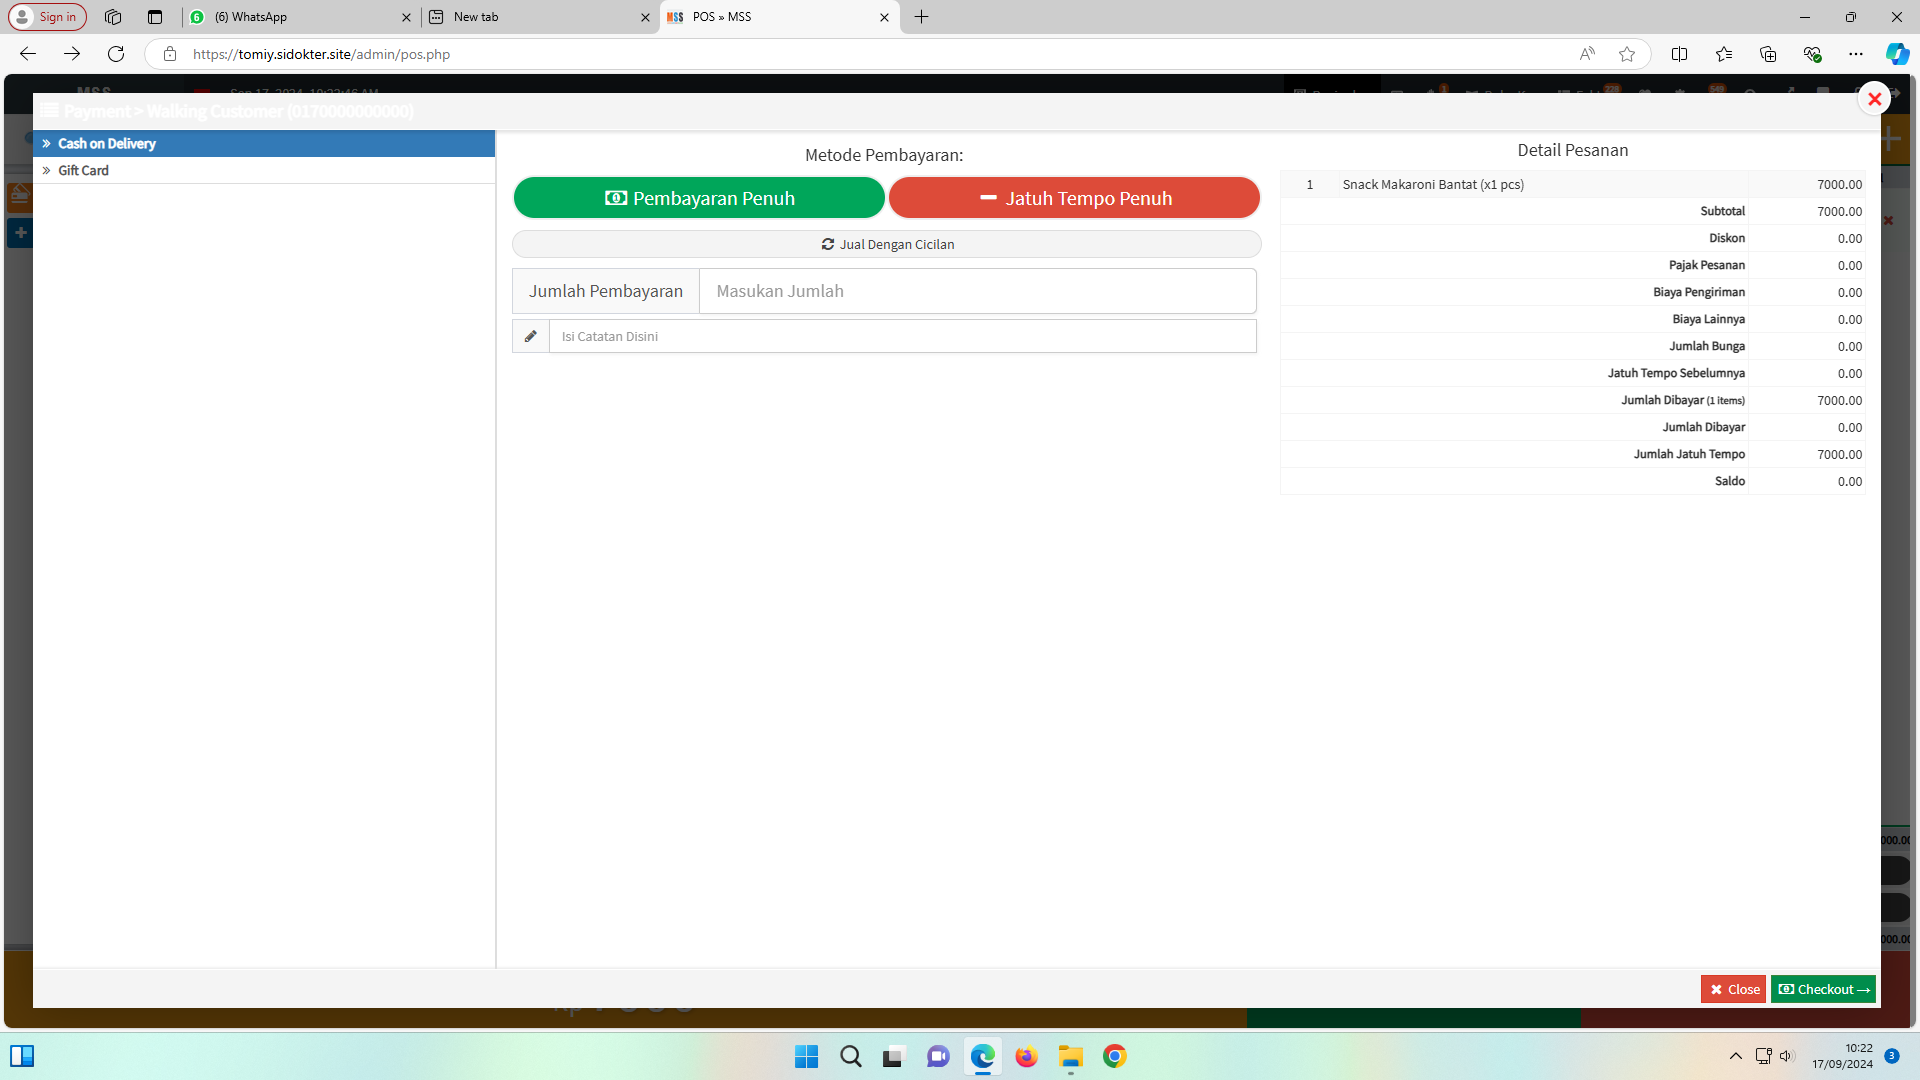 Sign in
(6) WhatsApp
New tab
MSS POS » MSS
https://tomiy.sidokter.site/admin/pos.php
Payment > Walking Customer (0170000000000)
» Cash on Delivery
» Gift Card
Metode Pembayaran:
Pembayaran Penuh
Jatuh Tempo Penuh
Jual Dengan Cicilan
Jumlah Pembayaran Masukan Jumlah
Isi Catatan Disini
Detail Pesanan
1 Snack Makaroni Bantat (x1 pcs) 7000.00
Subtotal 7000.00
Diskon 0.00
Pajak Pesanan 0.00
Biaya Pengiriman 0.00
Biaya Lainnya 0.00
Jumlah Bunga 0.00
Jatuh Tempo Sebelumnya 0.00
Jumlah Dibayar (1 items) 7000.00
Jumlah Dibayar 0.00
Jumlah Jatuh Tempo 7000.00
Saldo 0.00
Close
Checkout →
10:22
17/09/2024
3